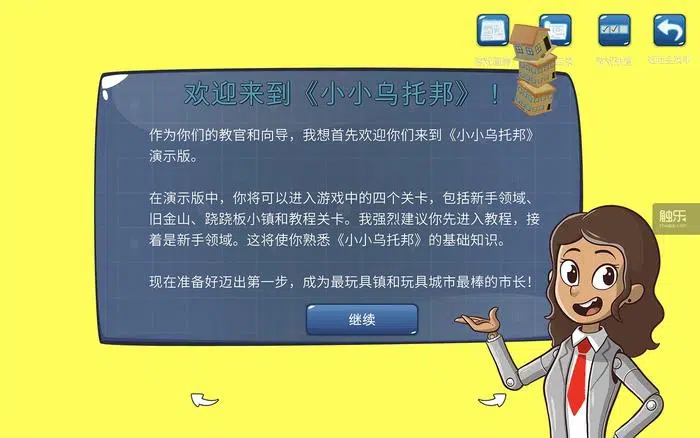 欢迎来到《小小乌托邦》！
作为你们的教官和向导，我想首先欢迎你们来到《小小乌托邦》
演示版。
在演示版中，你将可以进入游戏中的四个关卡，包括新手领域、
旧金山、跷跷板小镇和教程关卡。我强烈建议你先进入教程，接
着是新手领域。这将使你熟悉《小小乌托邦》的基础知识。
现在准备好迈出第一步，成为最玩具镇和玩具城市最棒的市长！
继续
触乐